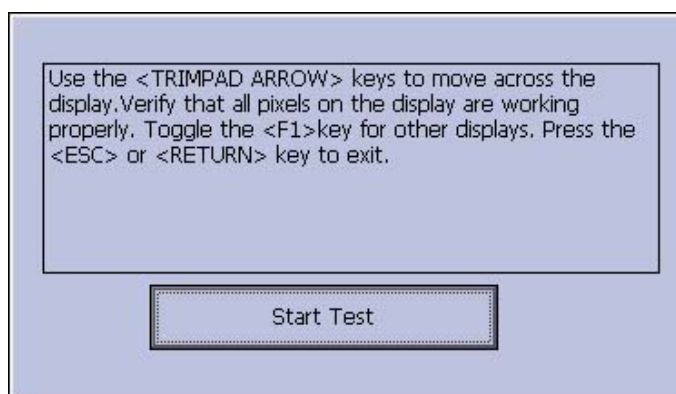 Use the <TRIMPAD ARROW> keys to move across the
display.Verify that all pixels on the display are working
properly. Toggle the <F1>key for other displays. Press the
<ESC> or <RETURN> key to exit.
Start Test